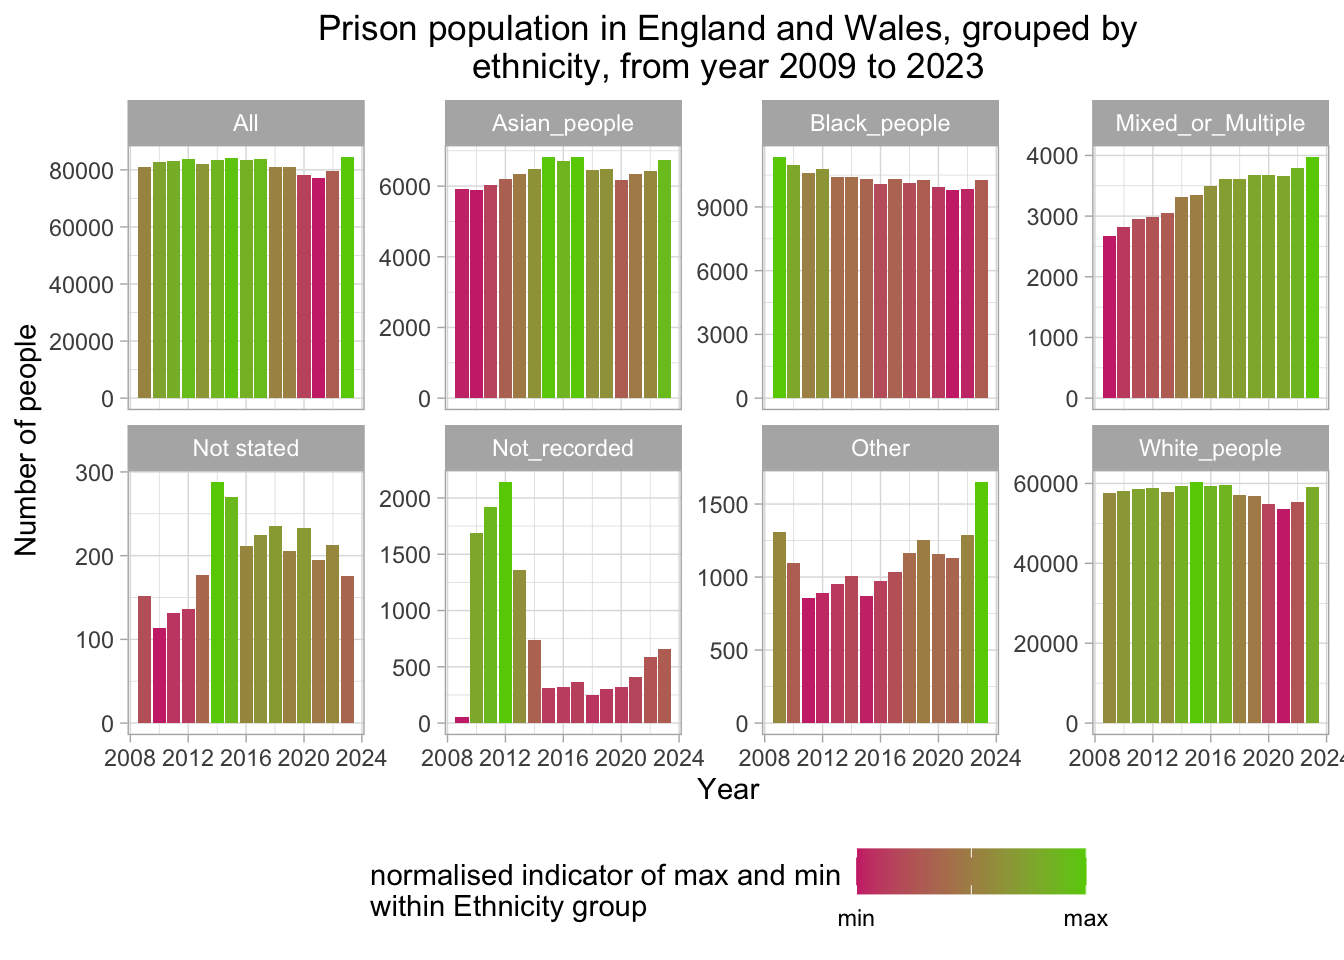 Prison population in England and Wales, grouped by
ethnicity, from year 2009 to 2023
Number of people
All
80000
60000
40000
20000
0
Asian_people
6000
4000
2000
0
Black_people
9000
6000
3000
0
Mixed_or_Multiple
4000
3000
2000
1000
0
Not stated
300
200
100
0
2008 2012 2016 2020 2024
Not_recorded
2000
1500
1000
500
0
2008 2012 2016 2020 2024
Other
1500
1000
500
0
2008 2012 2016 2020 2024
White_people
60000
40000
20000
0
2008 2012 2016 2020 2024
Year
normalised indicator of max and min
within Ethnicity group
min max